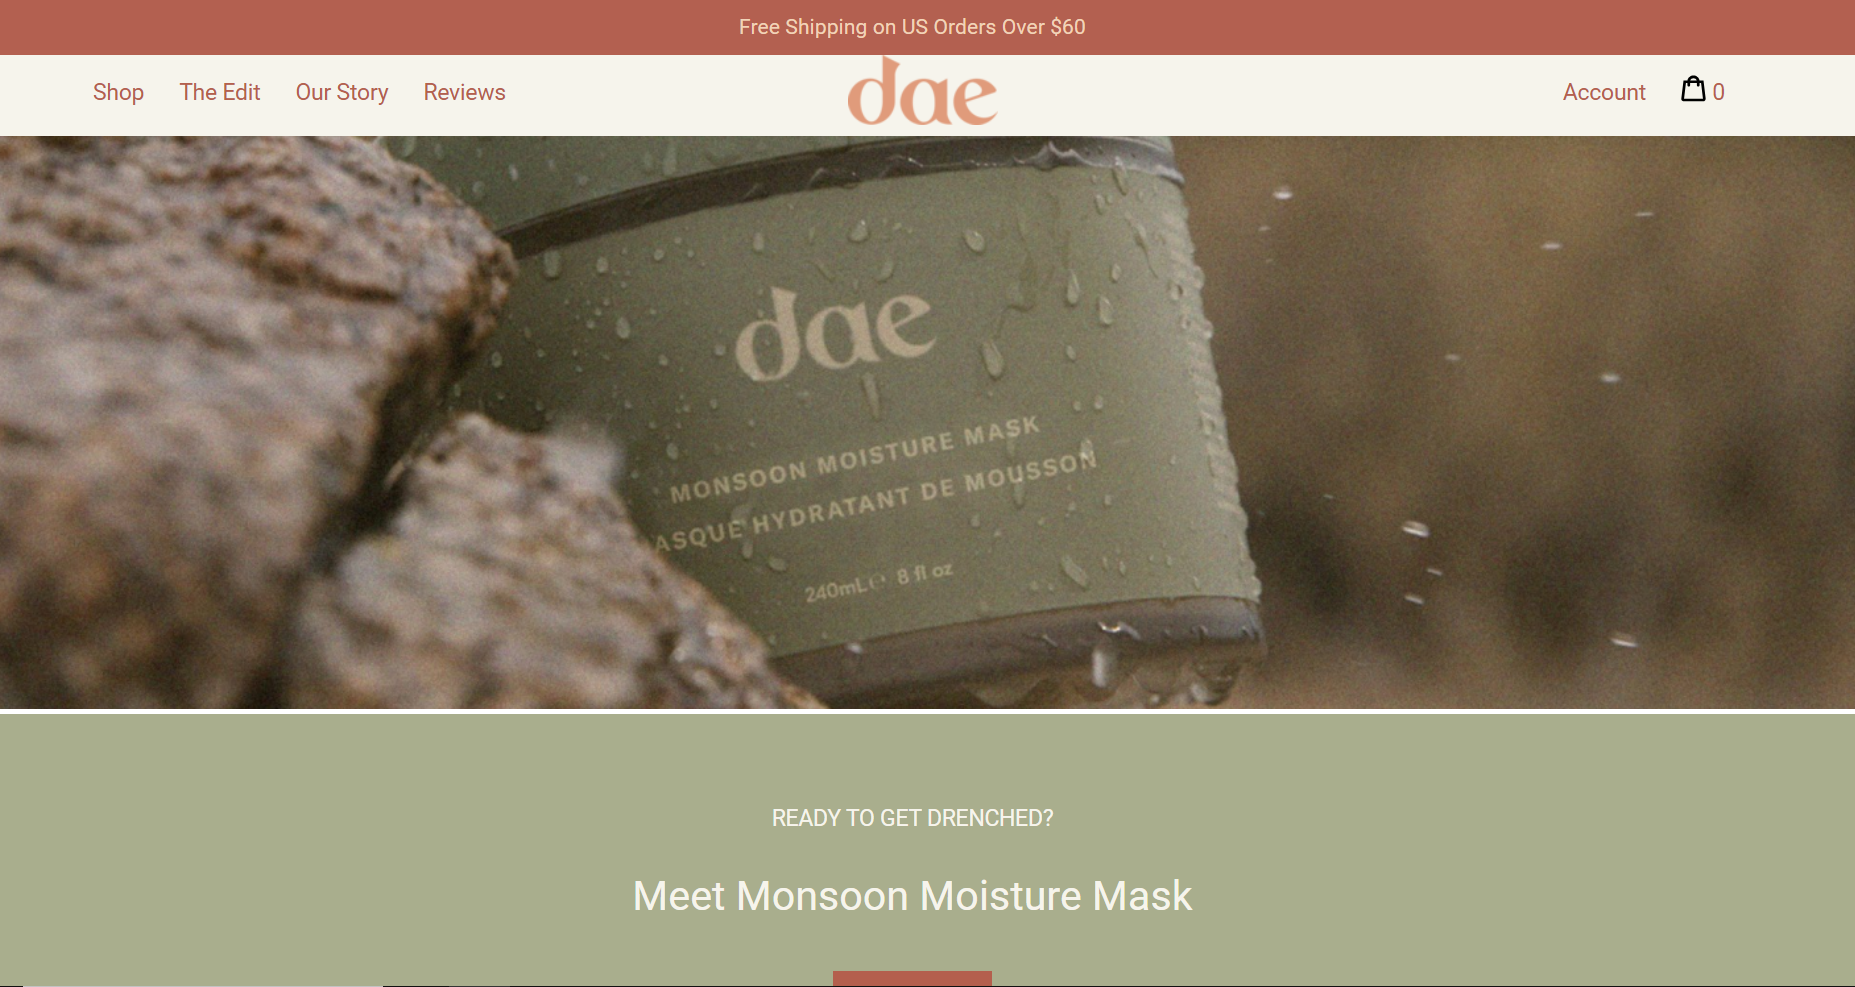 Free Shipping on US Orders Over $60
Shop The Edit Our Story Reviews
dae
Account 0
dae
MONSOON MOISTURE MASK
ASQUE HYDRATANT DE MOUSSON
240mL℮ 8 fl oz
READY TO GET DRENCHED?
Meet Monsoon Moisture Mask